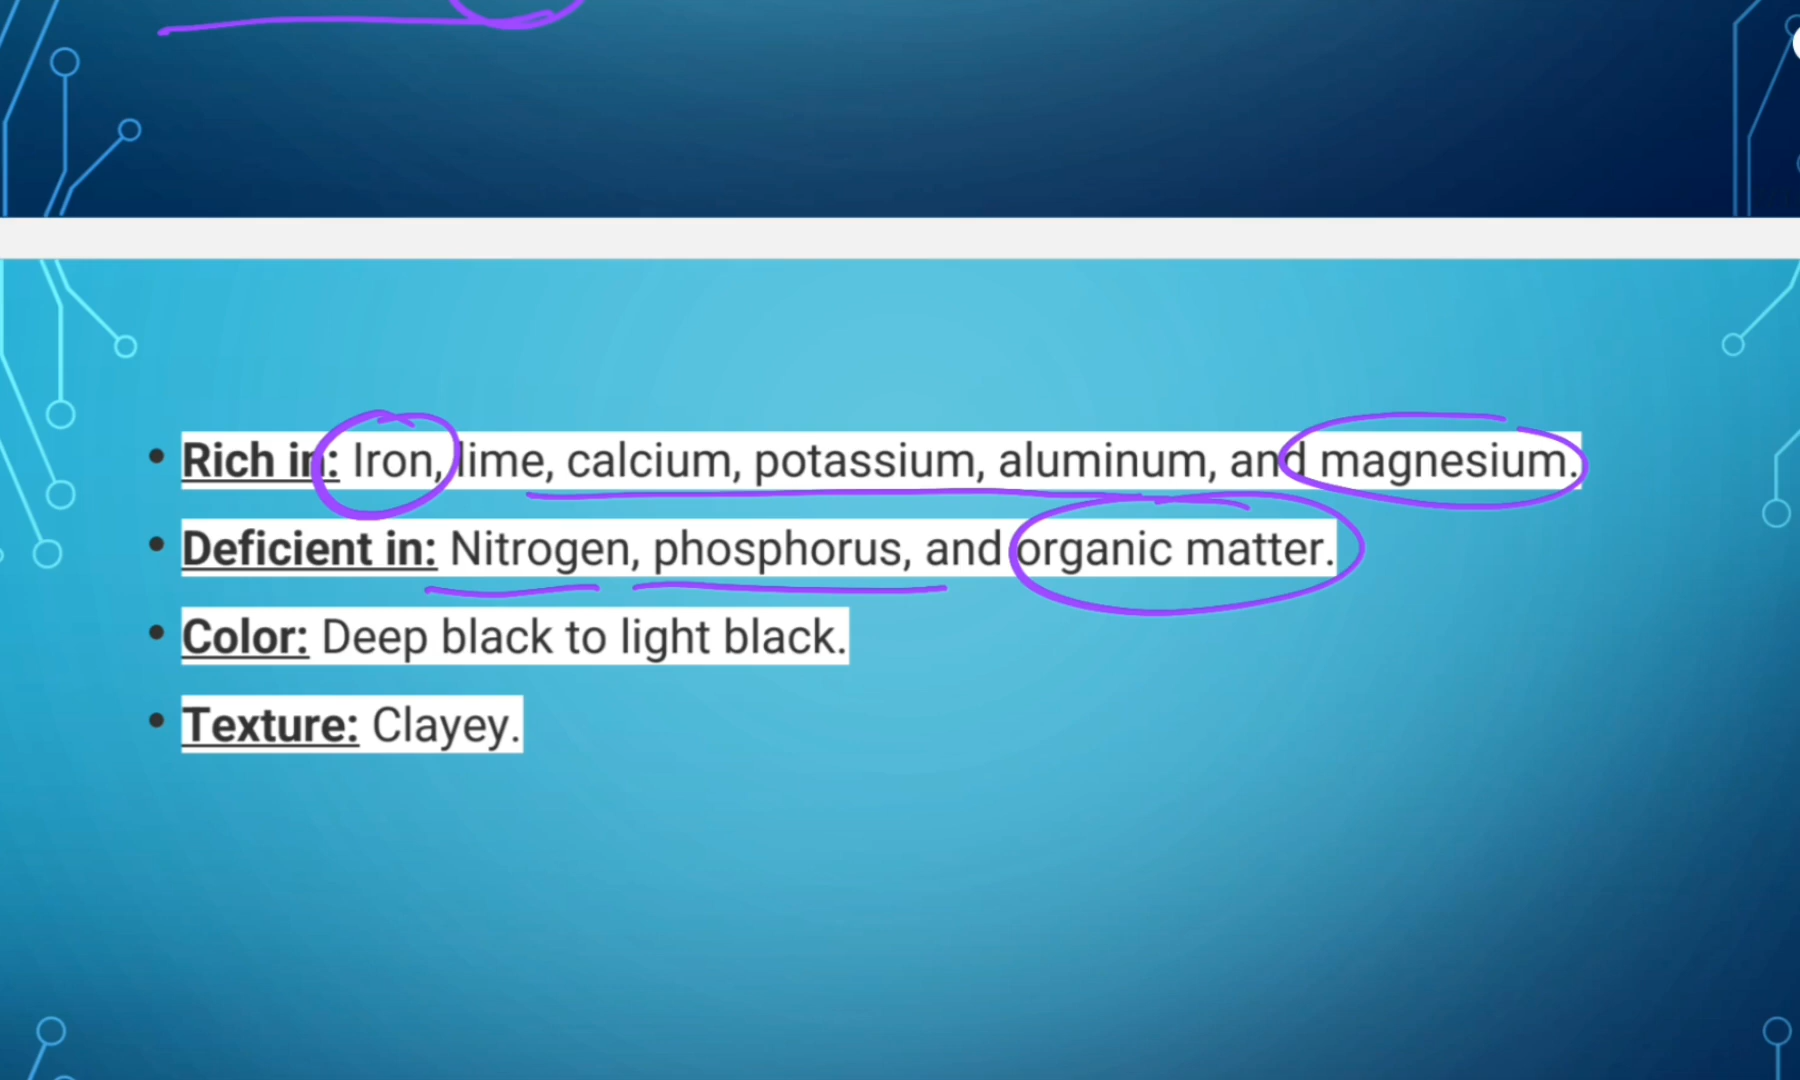 Rich in: Iron, lime, calcium, potassium, aluminum, and magnesium.
Deficient in: Nitrogen, phosphorus, and organic matter.
Color: Deep black to light black.
Texture: Clayey.